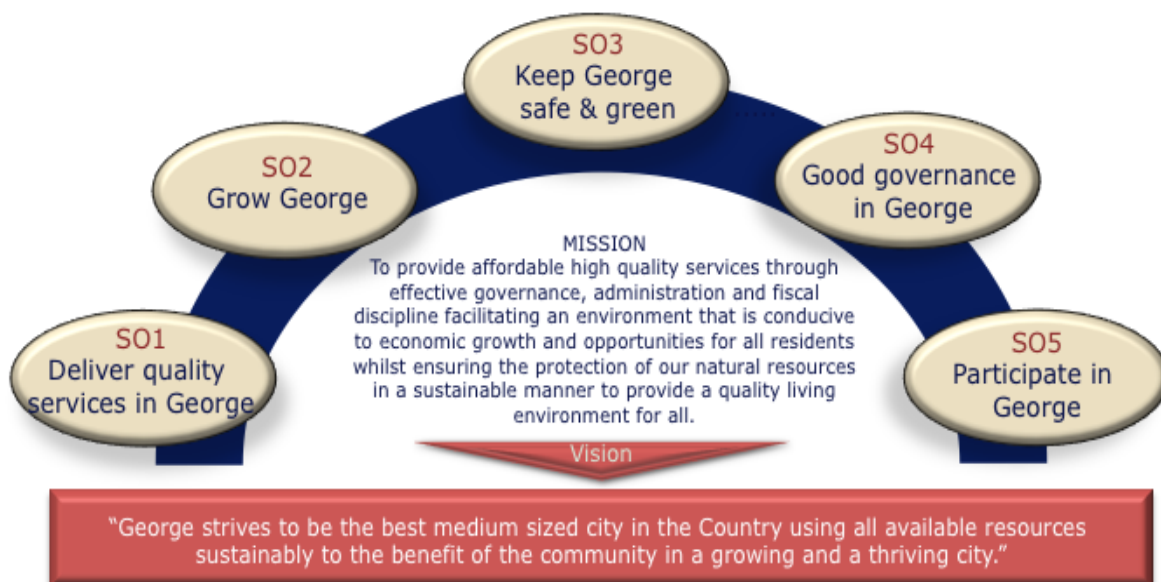 SO1
Deliver quality
services in George
SO2
Grow George
SO3
Keep George
safe & green
SO4
Good governance
in George
SO5
Participate in
George
MISSION
To provide affordable high quality services through
effective governance, administration and fiscal
discipline facilitating an environment that is conducive
to economic growth and opportunities for all residents
whilst ensuring the protection of our natural resources
in a sustainable manner to provide a quality living
environment for all.
Vision
“George strives to be the best medium sized city in the Country using all available resources
sustainably to the benefit of the community in a growing and a thriving city.”